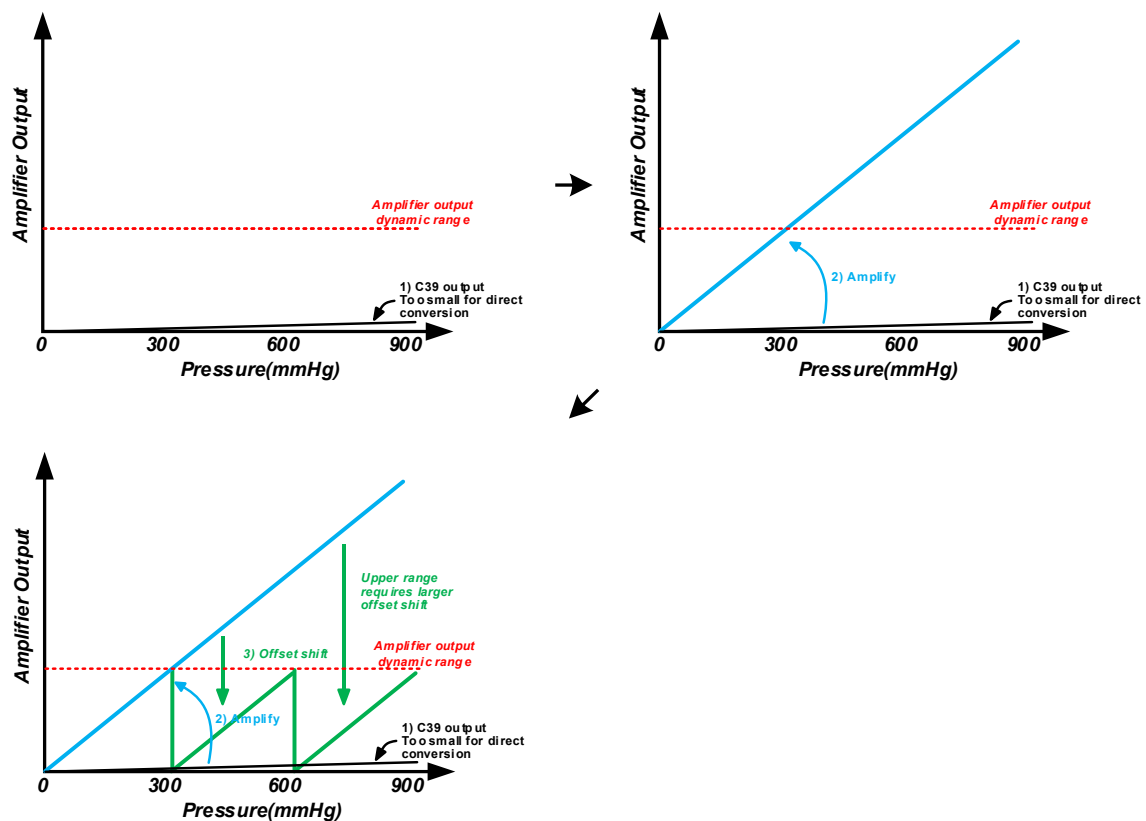 Amplifier Output
Amplifier output
dynamic range
1) C39 output
Too small for direct
conversion
0 300 600 900
Pressure(mmHg)
Amplifier Output
Amplifier output
dynamic range
2) Amplify
1) C39 output
Too small for direct
conversion
0 300 600 900
Pressure(mmHg)
Amplifier Output
Upper range
requires larger
offset shift
3) Offset shift
Amplifier output
dynamic range
2) Amplify
1) C39 output
Too small for direct
conversion
0 300 600 900
Pressure(mmHg)